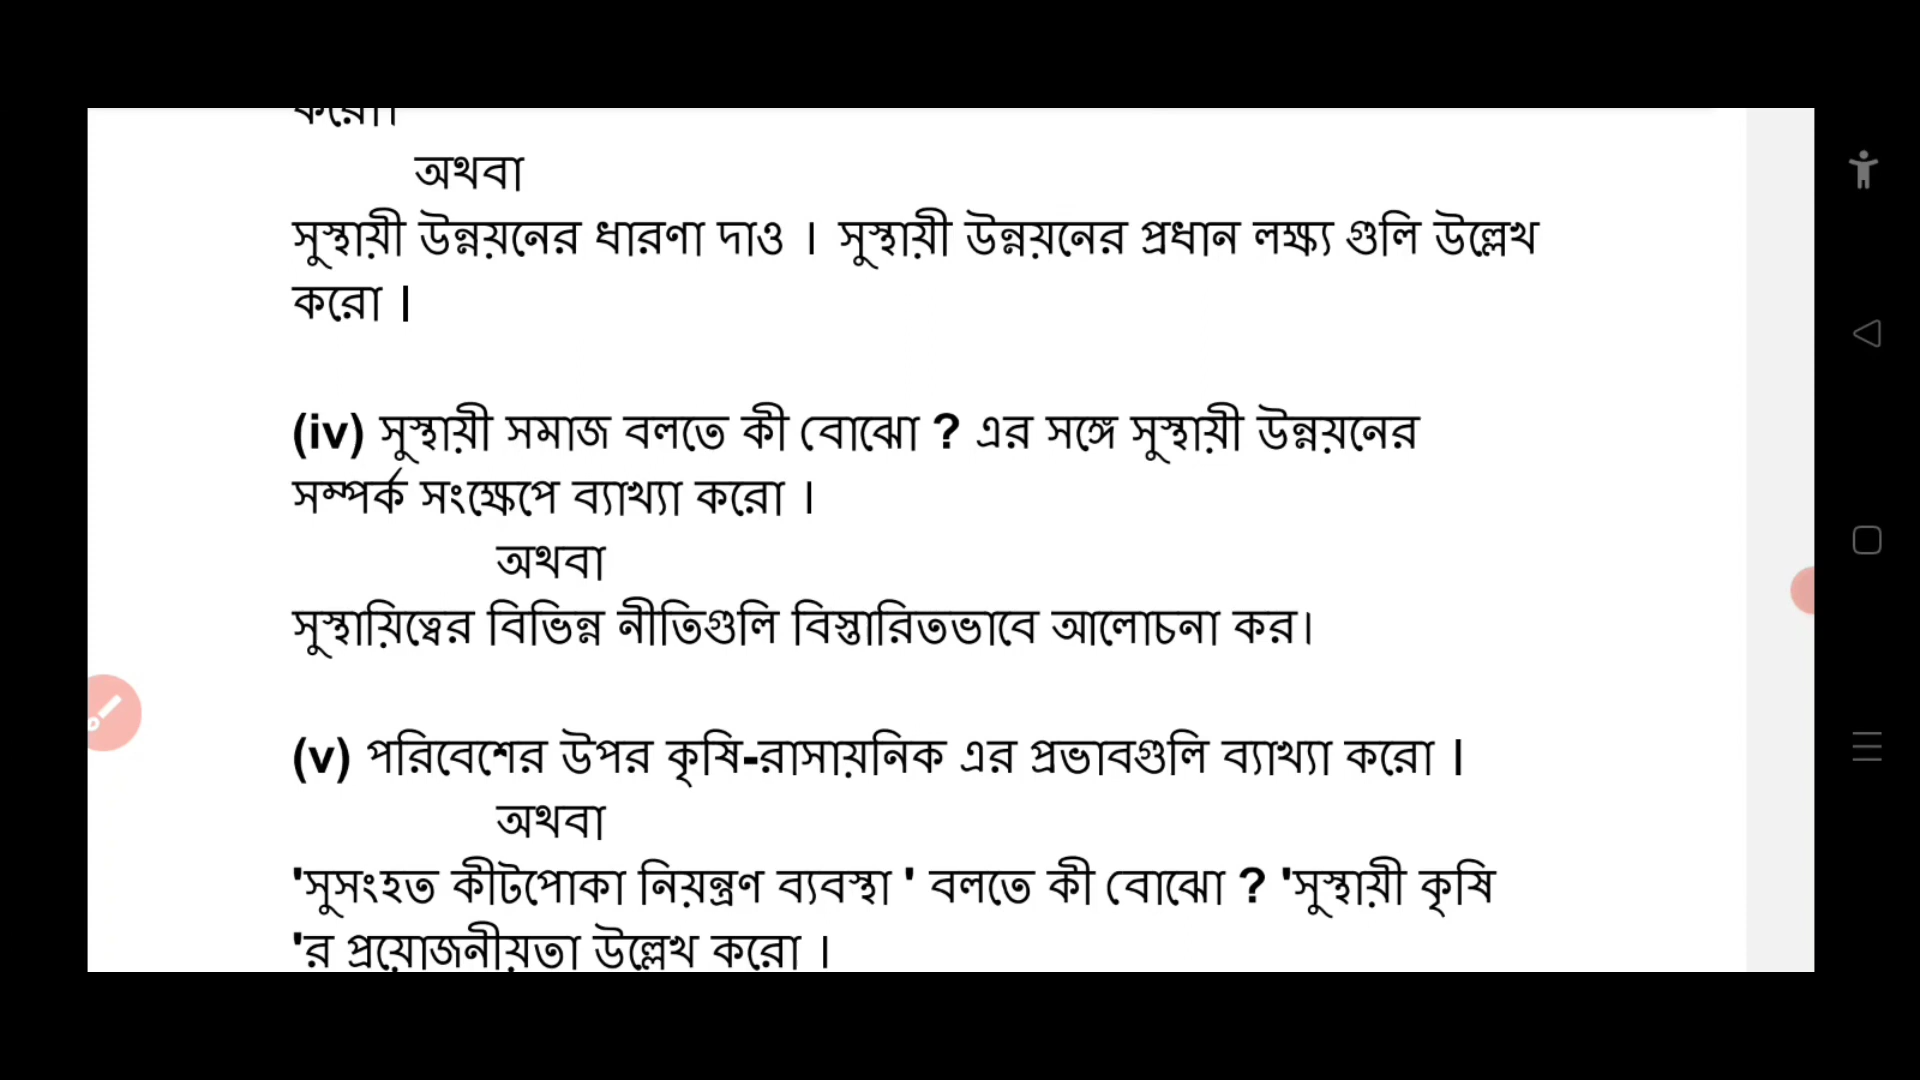 করো।
অথবা
সুস্থায়ী উন্নয়নের ধারণা দাও । সুস্থায়ী উন্নয়নের প্রধান লক্ষ্য গুলি উল্লেখ
করো |
(iv) সুস্থায়ী সমাজ বলতে কী বোঝো ? এর সঙ্গে সুস্থায়ী উন্নয়নের
সম্পর্ক সংক্ষেপে ব্যাখ্যা করো ।
অথবা
সুস্থায়িত্বের বিভিন্ন নীতিগুলি বিস্তারিতভাবে আলোচনা কর।
(v) পরিবেশের উপর কৃষি-রাসায়নিক এর প্রভাবগুলি ব্যাখ্যা করো |
অথবা
'সুসংহত কীটপোকা নিয়ন্ত্রণ ব্যবস্থা ' বলতে কী বোঝো ? 'সুস্থায়ী কৃষি
'র প্রয়োজনীয়তা উল্লেখ করো ।